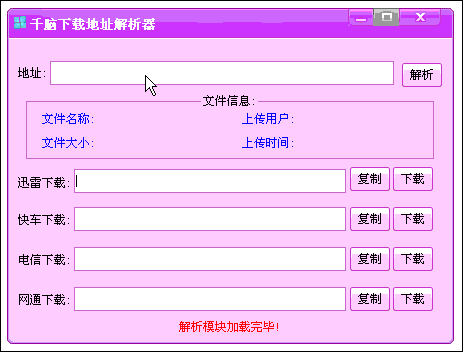 千脑下载地址解析器
地址: 解析
文件信息:
文件名称: 上传用户:
文件大小: 上传时间:
迅雷下载: 复制 下载
快车下载: 复制 下载
电信下载: 复制 下载
网通下载: 复制 下载
解析模块加载完毕!